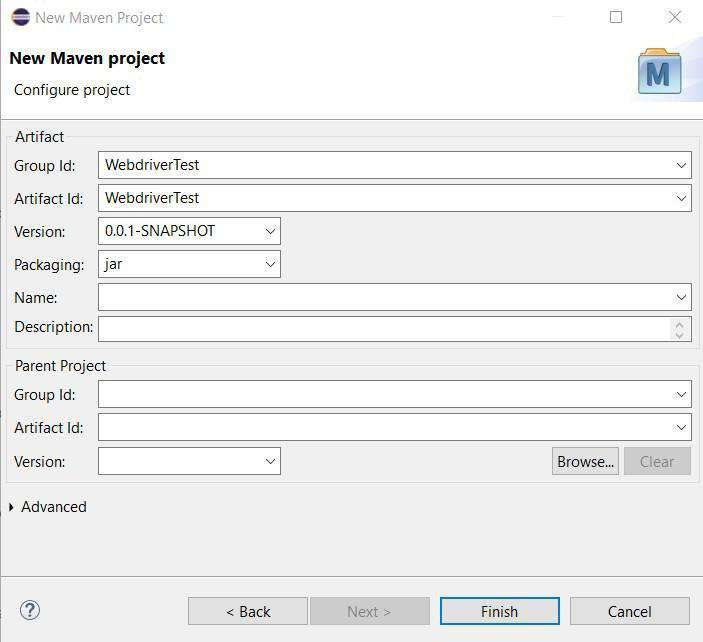 New Maven Project
New Maven project
Configure project
M
Artifact
Group Id: WebdriverTest
Artifact Id: WebdriverTest
Version: 0.0.1-SNAPSHOT
Packaging: jar
Name:
Description:
Parent Project
Group Id:
Artifact Id:
Version: Browse... Clear
Advanced
? < Back Next > Finish Cancel